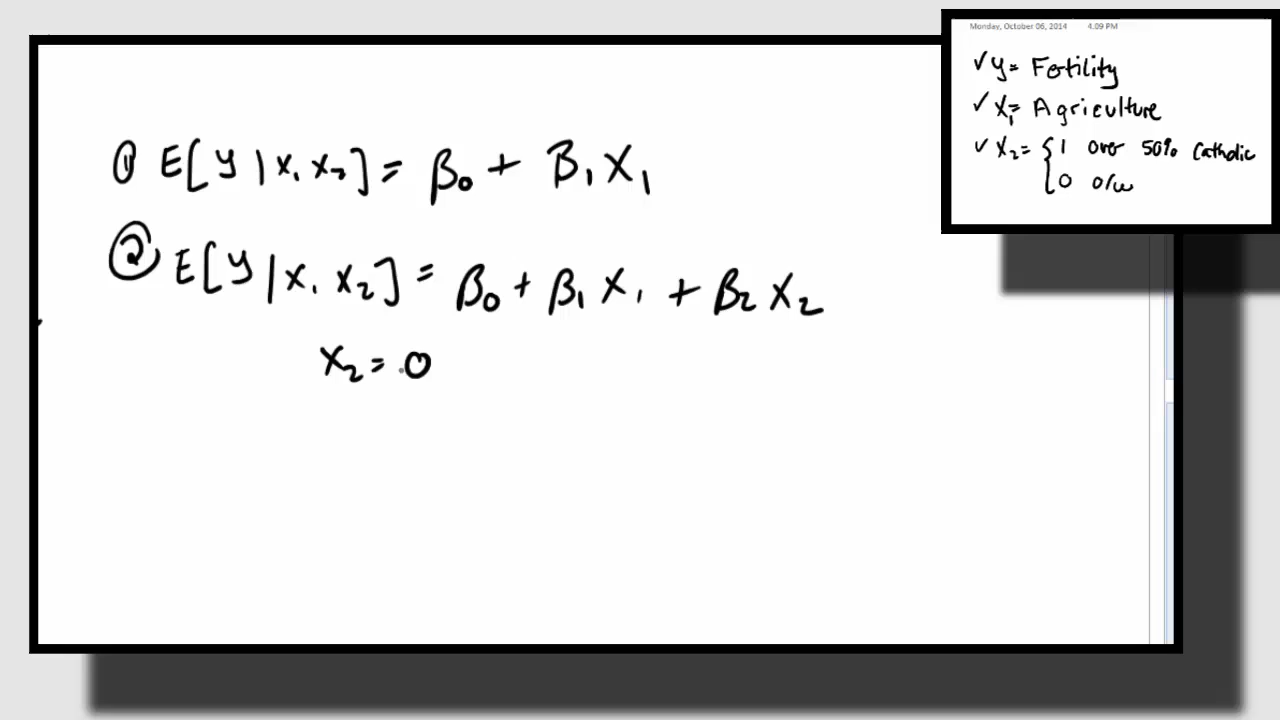 Monday, October 06, 2014 4:09 PM
✓ y = Fertility
✓ X₁ = Agriculture
✓ X₂ = { 1 over 50% Catholic
0 o/w
① E[Y | X₁ X₂] = β₀ + β₁ X₁
② E[Y | X₁ X₂] = β₀ + β₁ X₁ + β₂ X₂
X₂ = 0